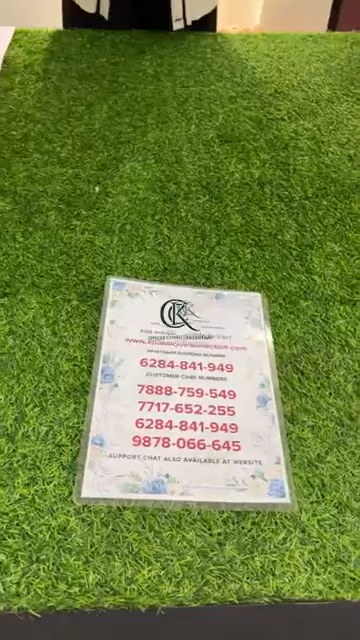 6284-841-949
CUSTOMER CARE NUMBERS
7888-759-549
7717-652-255
6284-841-949
9878-066-645
SUPPORT CHAT ALSO AVAILABLE AT WEBSITE